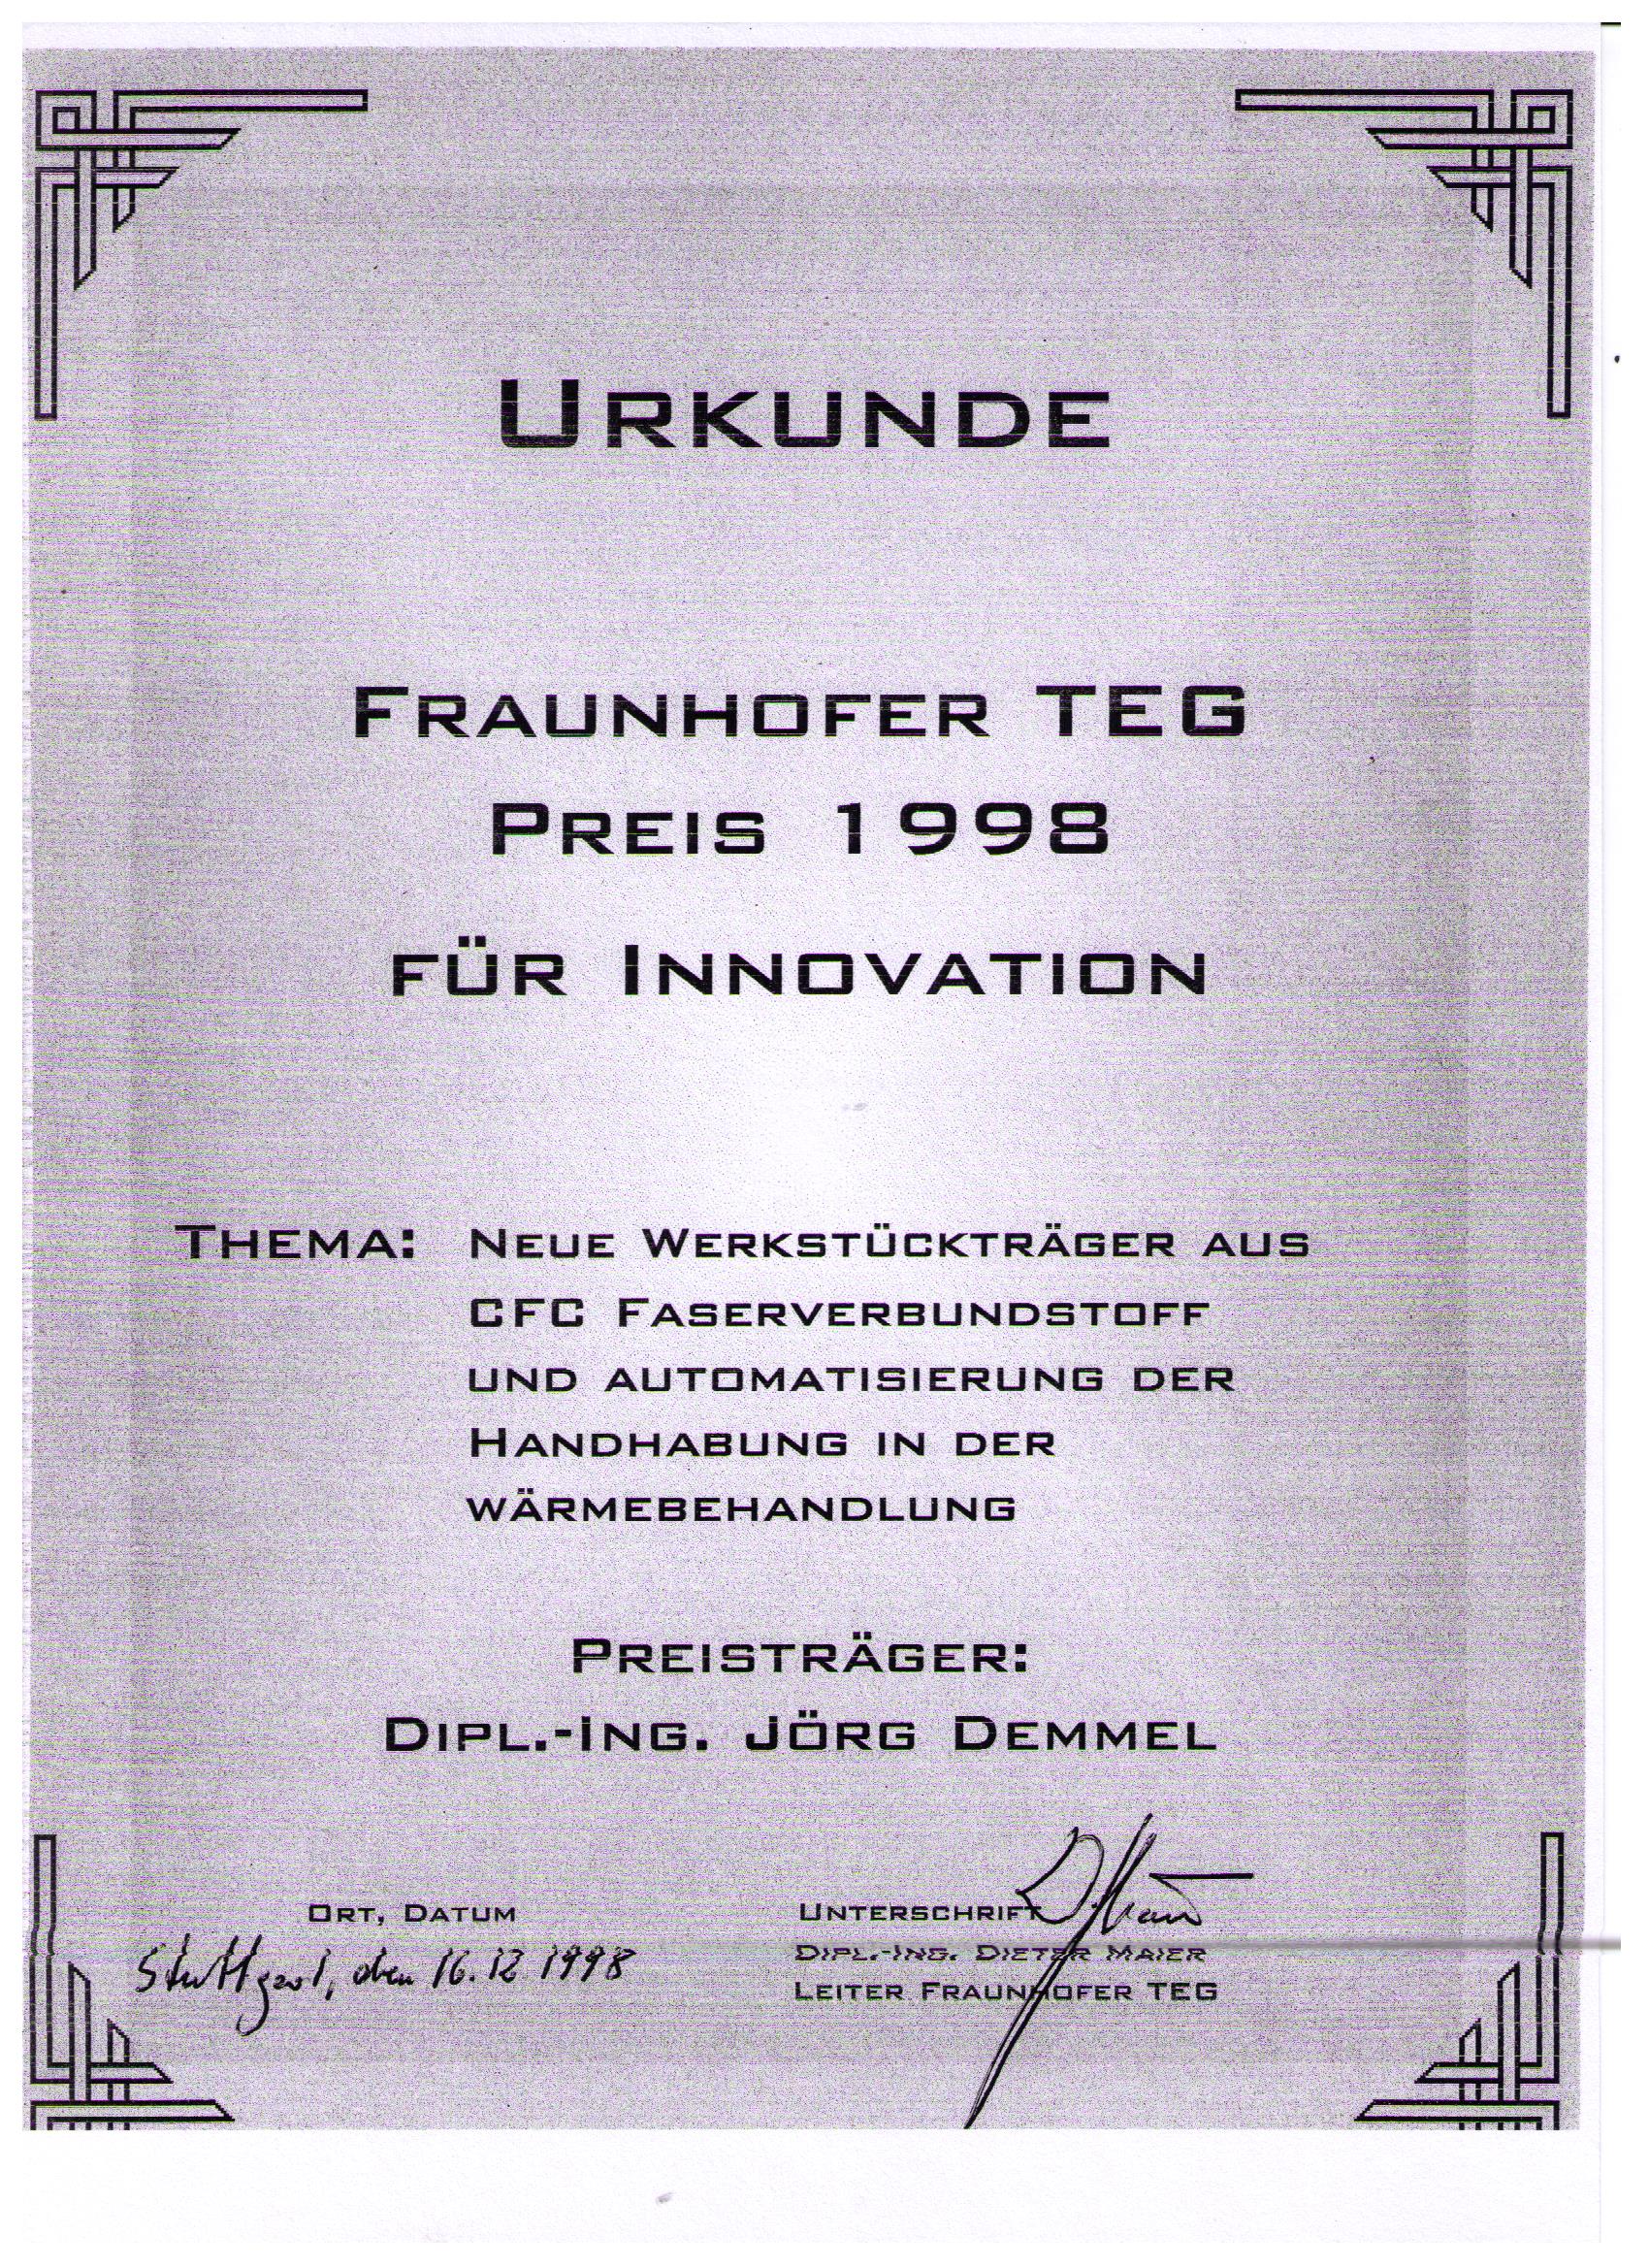 URKUNDE
FRAUNHOFER TEG
PREIS 1998
FÜR INNOVATION
THEMA: NEUE WERKSTÜCKTRÄGER AUS
CFC FASERVERBUNDSTOFF
UND AUTOMATISIERUNG DER
HANDHABUNG IN DER
WÄRMEBEHANDLUNG
PREISTRÄGER:
DIPL.-ING. JÖRG DEMMEL
ORT, DATUM
Stuttgart, den 16.12 1998
UNTERSCHRIFT
DIPL.-ING. DIETER MAIER
LEITER FRAUNHOFER TEG